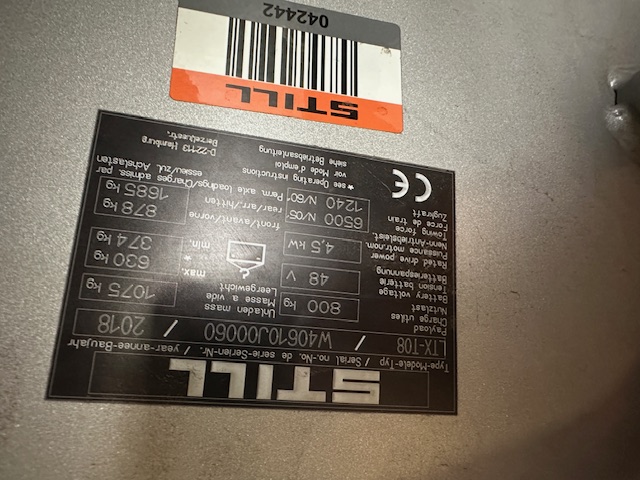 STILL
Type-Modèle-Typ / Serial no.-No. de série-Serien-Nr. / year-année-Baujahr
LTX-T08 / W40610J00060 / 2018
Payload
Charge utiles
Nutzlast
800 kg
Unladen mass
Masse a vide
Leergewicht
1075 kg
Battery voltage
Tension batterie
Batteriespannung
48 V
max.
630 kg
*
min.
374 kg
Rated drive power
Puissance motr.nom.
Nenn-Antriebsleist.
4,5 kW
Towing force
Force de train
Zugkraft
6500 N/05'
1240 N/60'
front/avant/vorne
878 kg
rear/arr./hitten
1685 kg
Perm. axle loadings/Charges admiss. par
esseu/zul. Achslasten
CE
* see Operating instructions
voir Mode d'emploi
siehe Betriebsanleitung
Berzeliusstr.
D-22113 Hamburg
STILL
042442